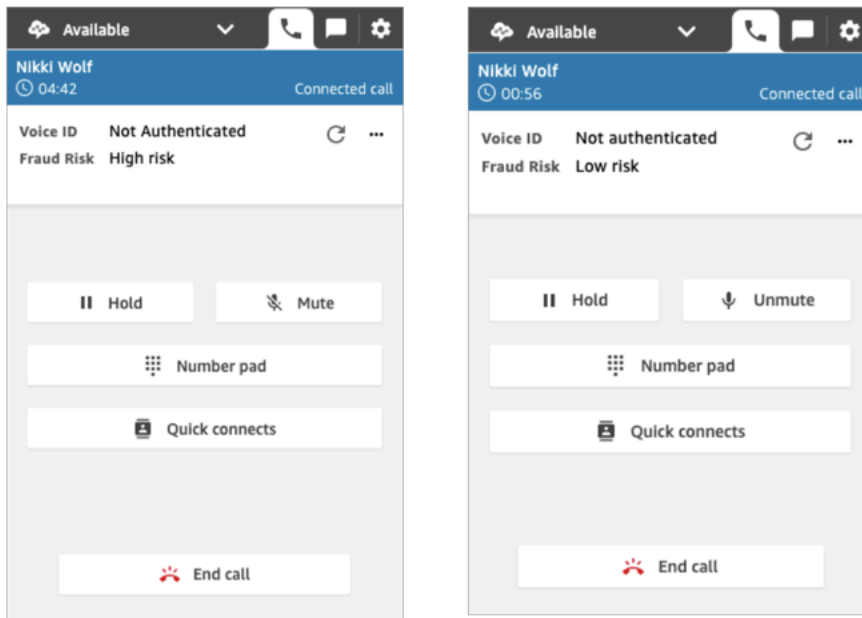 Available
Nikki Wolf
04:42 Connected call
Voice ID Not Authenticated
Fraud Risk High risk
Hold Mute
Number pad
Quick connects
End call
Available
Nikki Wolf
00:56 Connected call
Voice ID Not authenticated
Fraud Risk Low risk
Hold Unmute
Number pad
Quick connects
End call